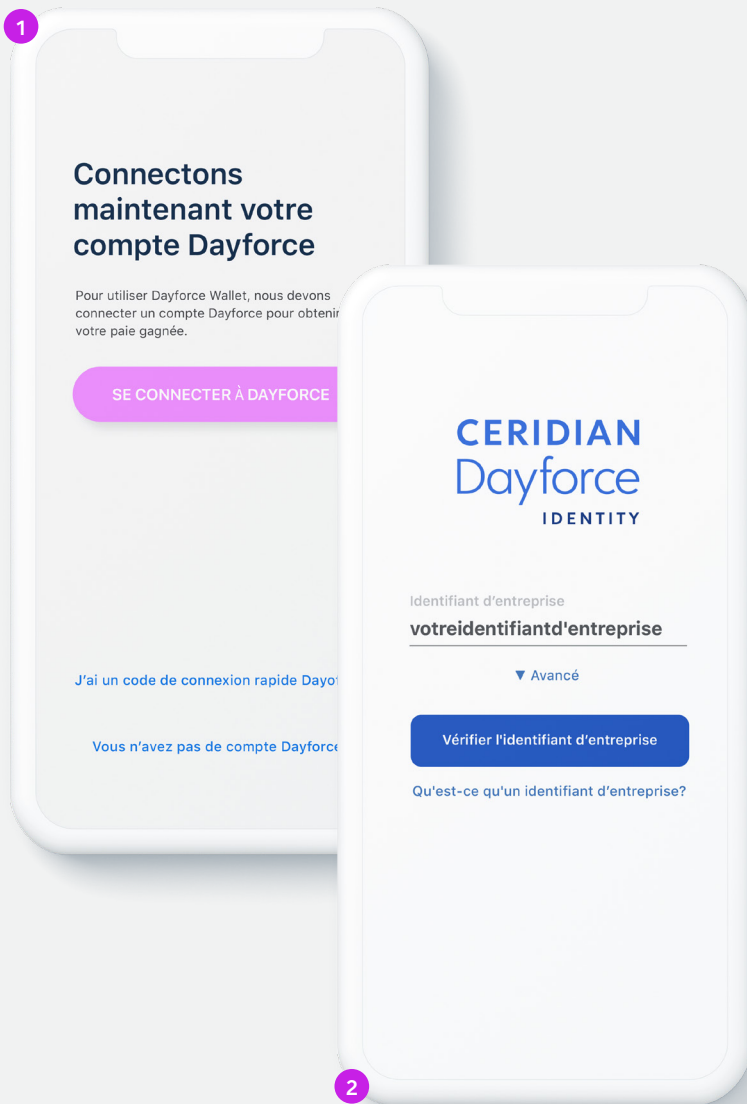 1
Connectons
maintenant votre
compte Dayforce
Pour utiliser Dayforce Wallet, nous devons
connecter un compte Dayforce pour obtenir
votre paie gagnée.
SE CONNECTER À DAYFORCE
J'ai un code de connexion rapide
Vous n'avez pas de compte Dayforce
CERIDIAN
Dayforce
IDENTITY
Identifiant d'entreprise
votreidentifiantd'entreprise
▼ Avancé
Vérifier l'identifiant d'entreprise
Qu'est-ce qu'un identifiant d'entreprise?
2